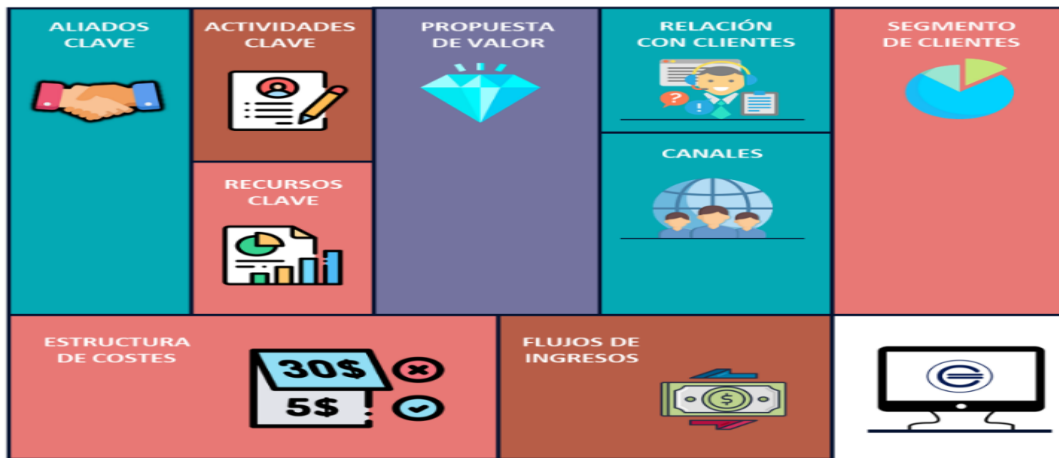 ALIADOS
CLAVE
ACTIVIDADES
CLAVE
PROPUESTA
DE VALOR
RELACIÓN
CON CLIENTES
SEGMENTO
DE CLIENTES
CANALES
RECURSOS
CLAVE
ESTRUCTURA
DE COSTES
30$
5$
FLUJOS DE
INGRESOS
$
?
!